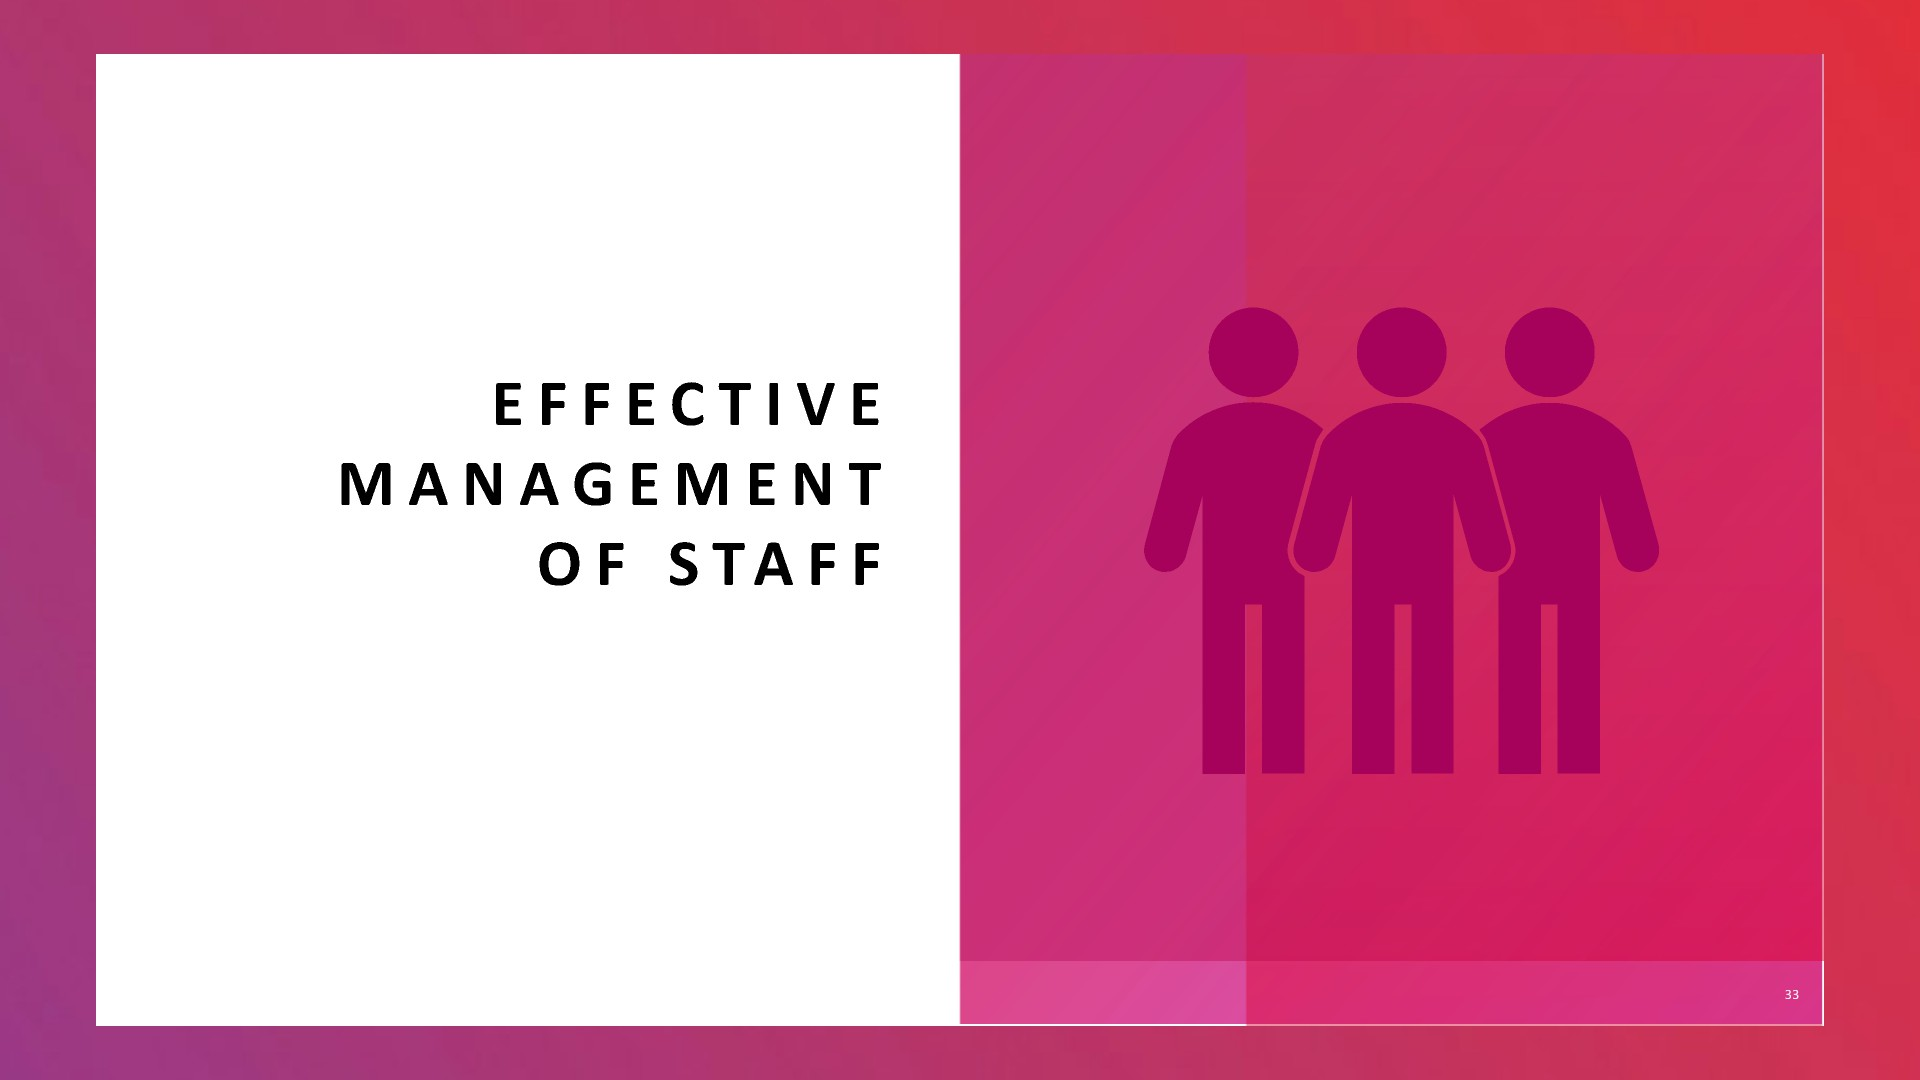 EFFECTIVE
MANAGEMENT
OF STAFF
33